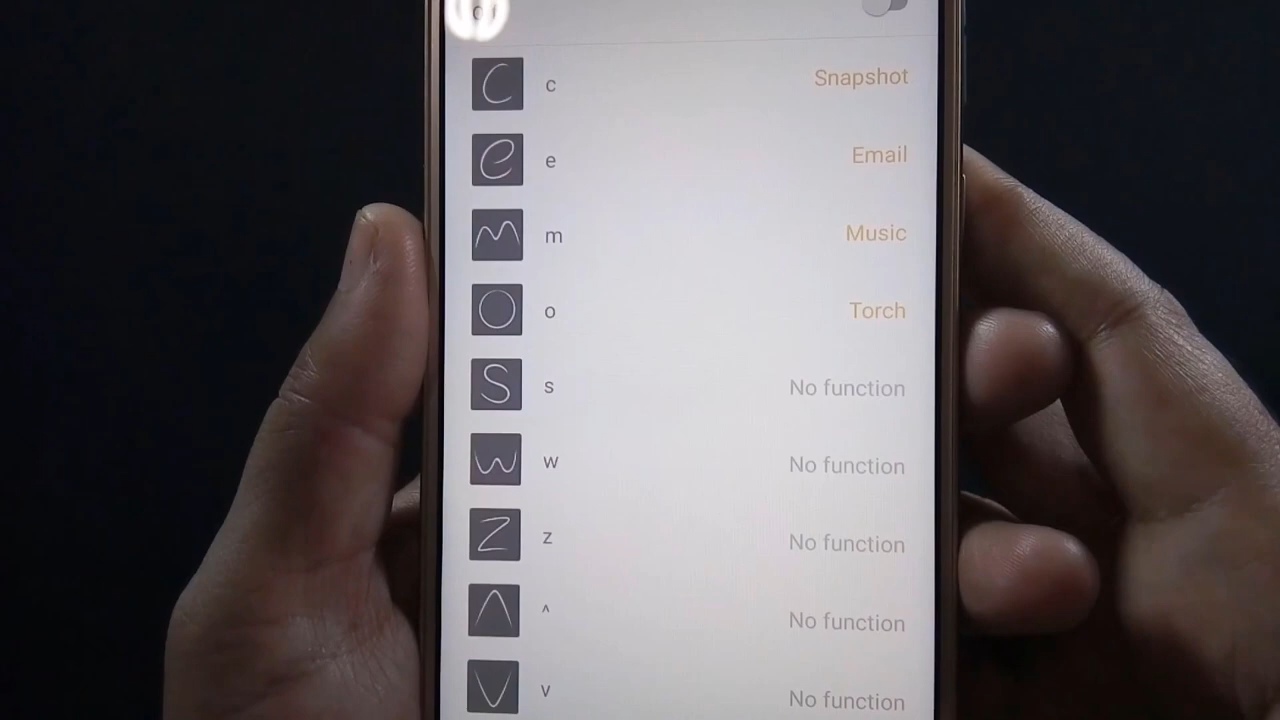 c Snapshot
e Email
m Music
o Torch
s No function
w No function
z No function
^ No function
v No function